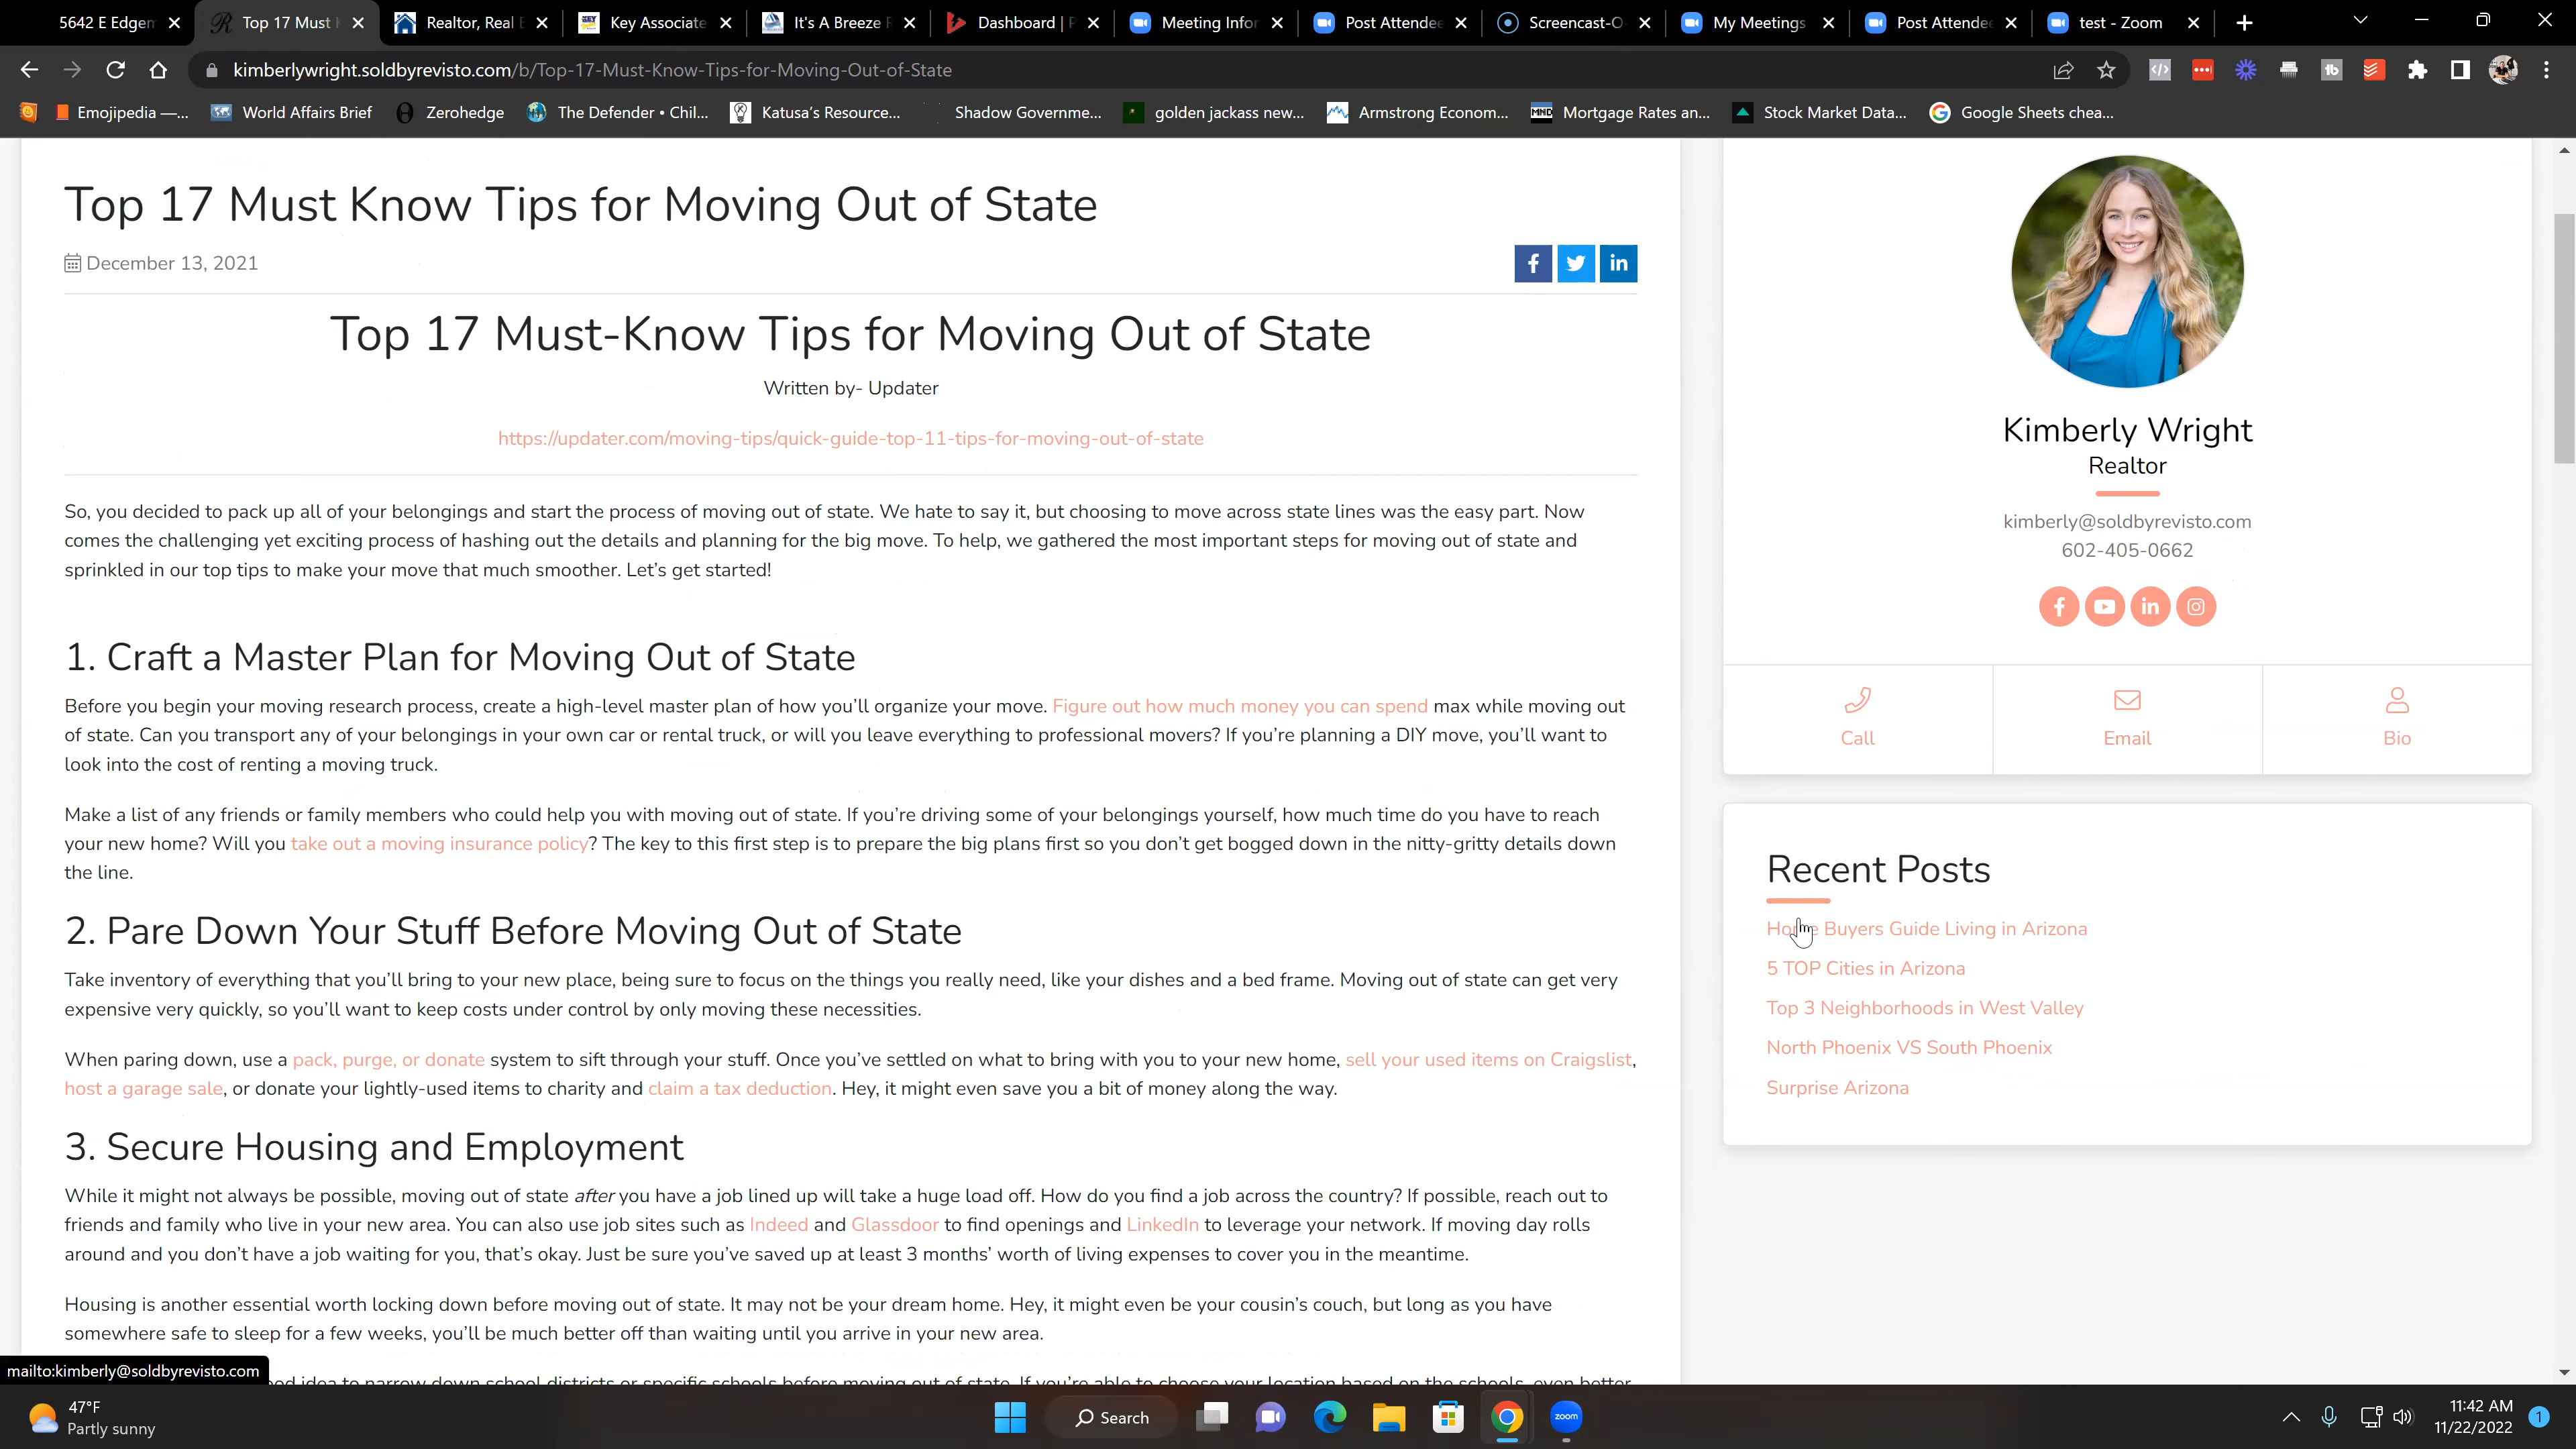 5642 E Edgem
Top 17 Must K
Realtor, Real E
Key Associate
It's A Breeze R
Dashboard | P
Meeting Infor
Post Attendee
Screencast-O
My Meetings
Post Attendee
test - Zoom
kimberlywright.soldbyrevisto.com/b/Top-17-Must-Know-Tips-for-Moving-Out-of-State
Emojipedia —...
World Affairs Brief
Zerohedge
The Defender • Chil...
Katusa's Resource...
Shadow Governme...
golden jackass new...
Armstrong Econom...
MND
Mortgage Rates an...
Stock Market Data...
Google Sheets chea...
Top 17 Must Know Tips for Moving Out of State
December 13, 2021
Top 17 Must-Know Tips for Moving Out of State
Written by- Updater
https://updater.com/moving-tips/quick-guide-top-11-tips-for-moving-out-of-state
So, you decided to pack up all of your belongings and start the process of moving out of state. We hate to say it, but choosing to move across state lines was the easy part. Now
comes the challenging yet exciting process of hashing out the details and planning for the big move. To help, we gathered the most important steps for moving out of state and
sprinkled in our top tips to make your move that much smoother. Let's get started!
1. Craft a Master Plan for Moving Out of State
Before you begin your moving research process, create a high-level master plan of how you'll organize your move. Figure out how much money you can spend max while moving out
of state. Can you transport any of your belongings in your own car or rental truck, or will you leave everything to professional movers? If you're planning a DIY move, you'll want to
look into the cost of renting a moving truck.
Make a list of any friends or family members who could help you with moving out of state. If you're driving some of your belongings yourself, how much time do you have to reach
your new home? Will you take out a moving insurance policy? The key to this first step is to prepare the big plans first so you don't get bogged down in the nitty-gritty details down
the line.
2. Pare Down Your Stuff Before Moving Out of State
Take inventory of everything that you'll bring to your new place, being sure to focus on the things you really need, like your dishes and a bed frame. Moving out of state can get very
expensive very quickly, so you'll want to keep costs under control by only moving these necessities.
When paring down, use a pack, purge, or donate system to sift through your stuff. Once you've settled on what to bring with you to your new home, sell your used items on Craigslist,
host a garage sale, or donate your lightly-used items to charity and claim a tax deduction. Hey, it might even save you a bit of money along the way.
3. Secure Housing and Employment
While it might not always be possible, moving out of state after you have a job lined up will take a huge load off. How do you find a job across the country? If possible, reach out to
friends and family who live in your new area. You can also use job sites such as Indeed and Glassdoor to find openings and LinkedIn to leverage your network. If moving day rolls
around and you don't have a job waiting for you, that's okay. Just be sure you've saved up at least 3 months' worth of living expenses to cover you in the meantime.
Housing is another essential worth locking down before moving out of state. It may not be your dream home. Hey, it might even be your cousin's couch, but long as you have
somewhere safe to sleep for a few weeks, you'll be much better off than waiting until you arrive in your new area.
idea to narrow down school districts or specific schools before moving out of state. If you're able to choose your location based on the schools, even better
Kimberly Wright
Realtor
kimberly@soldbyrevisto.com
602-405-0662
Call
Email
Bio
Recent Posts
Home Buyers Guide Living in Arizona
5 TOP Cities in Arizona
Top 3 Neighborhoods in West Valley
North Phoenix VS South Phoenix
Surprise Arizona
mailto:kimberly@soldbyrevisto.com
47°F
Partly sunny
Search
zoom
11:42 AM
11/22/2022
1